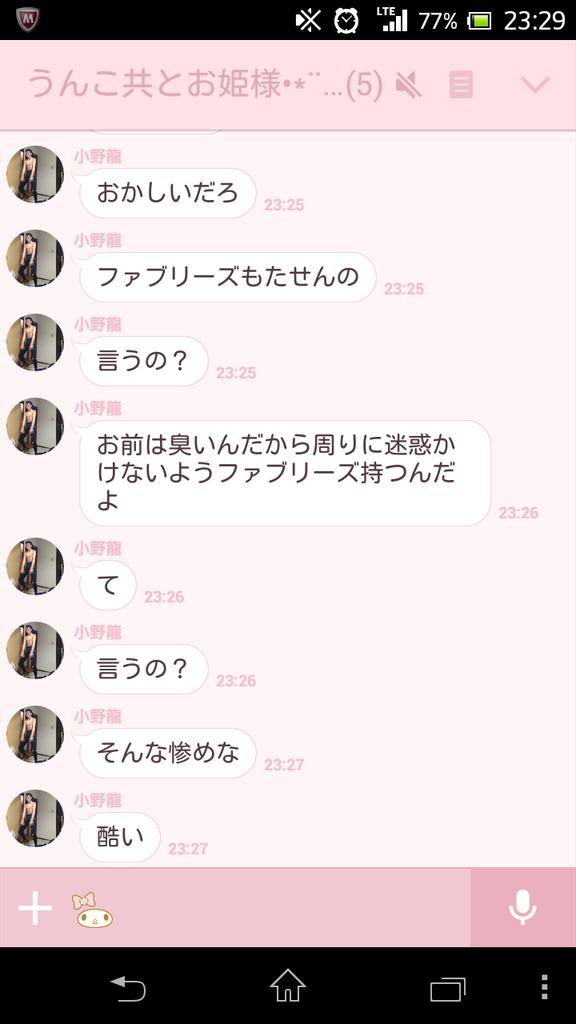 LTE 77% 23:29
うんこ共とお姫様•*¨…(5)
小野龍
おかしいだろ
23:25
小野龍
ファブリーズもたせんの
23:25
小野龍
言うの？
23:25
小野龍
お前は臭いんだから周りに迷惑か
けないようファブリーズ持つんだ
よ
23:26
小野龍
て
23:26
小野龍
言うの？
23:26
小野龍
そんな惨めな
23:27
小野龍
酷い
23:27